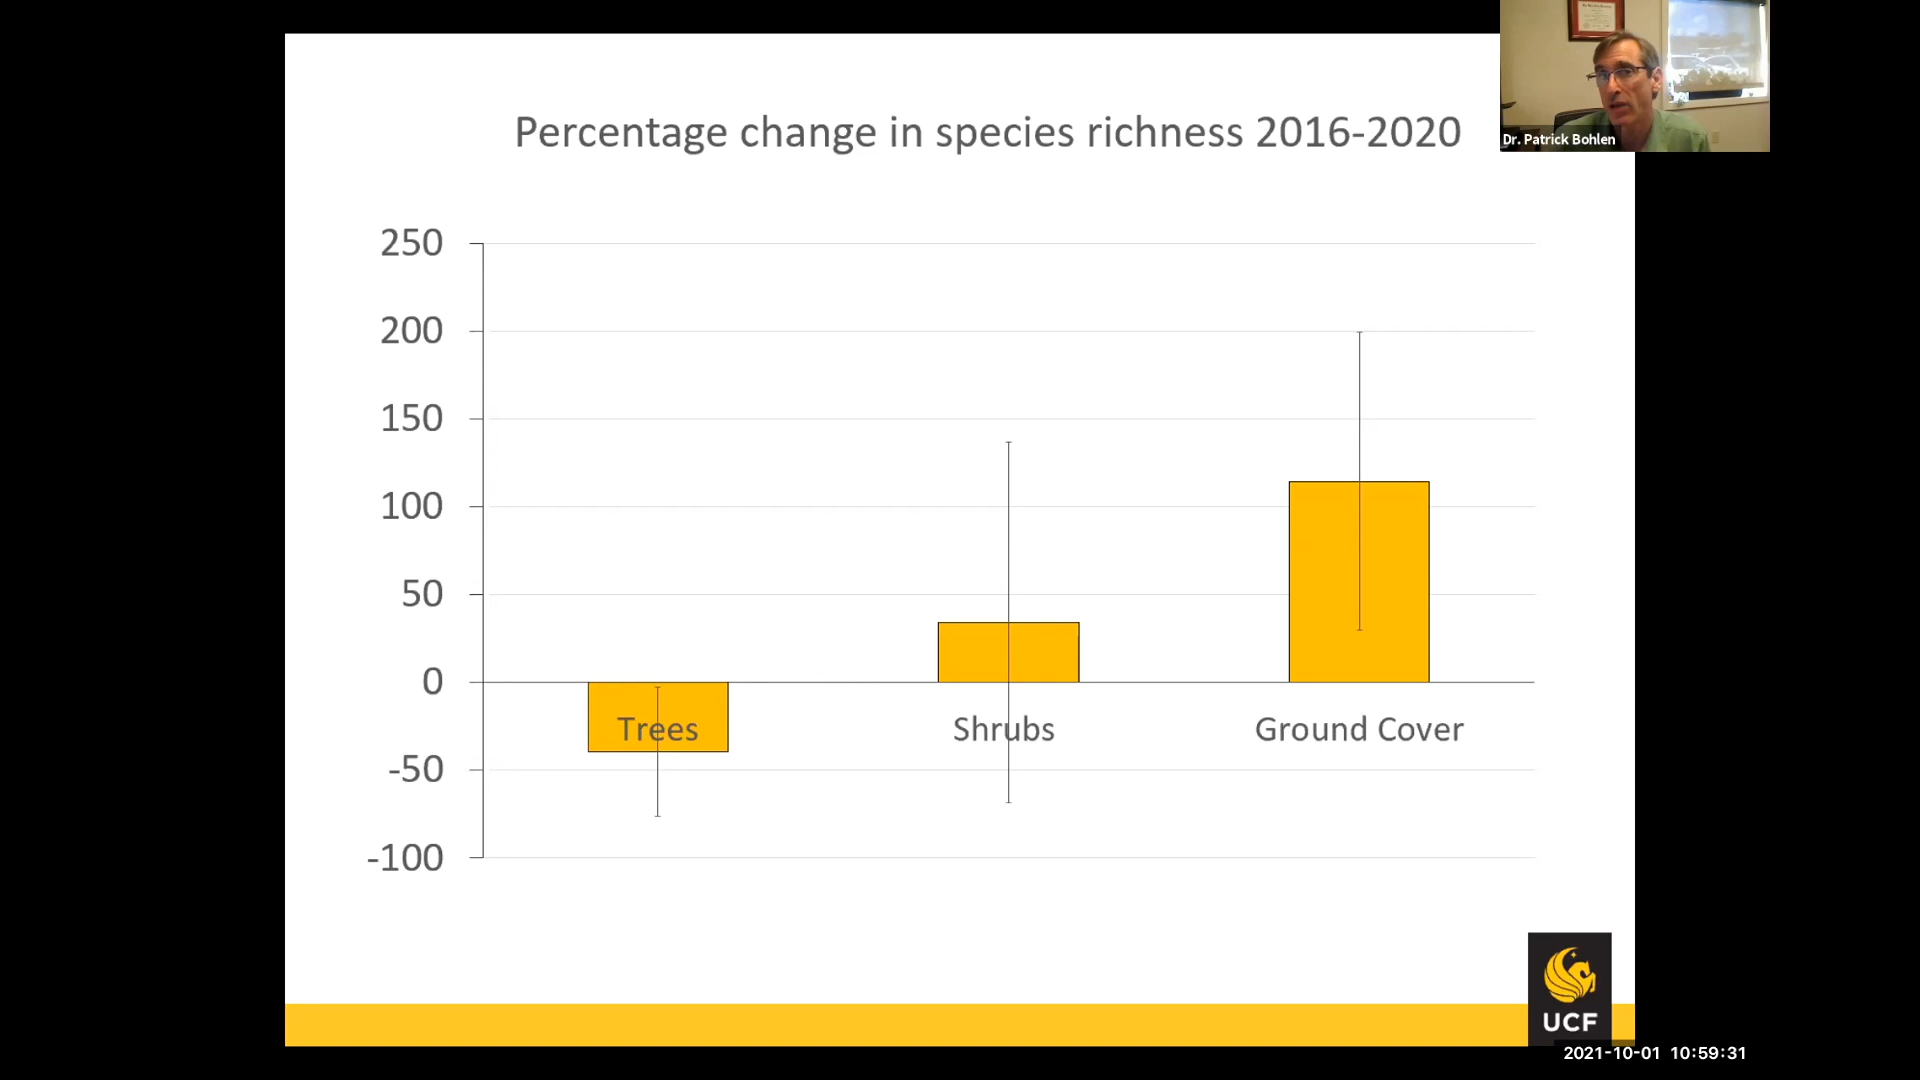 Percentage change in species richness 2016-2020
Dr. Patrick Bohlen
250
200
150
100
50
0
-50
-100
Trees
Shrubs
Ground Cover
UCF
2021-10-01 10:59:31